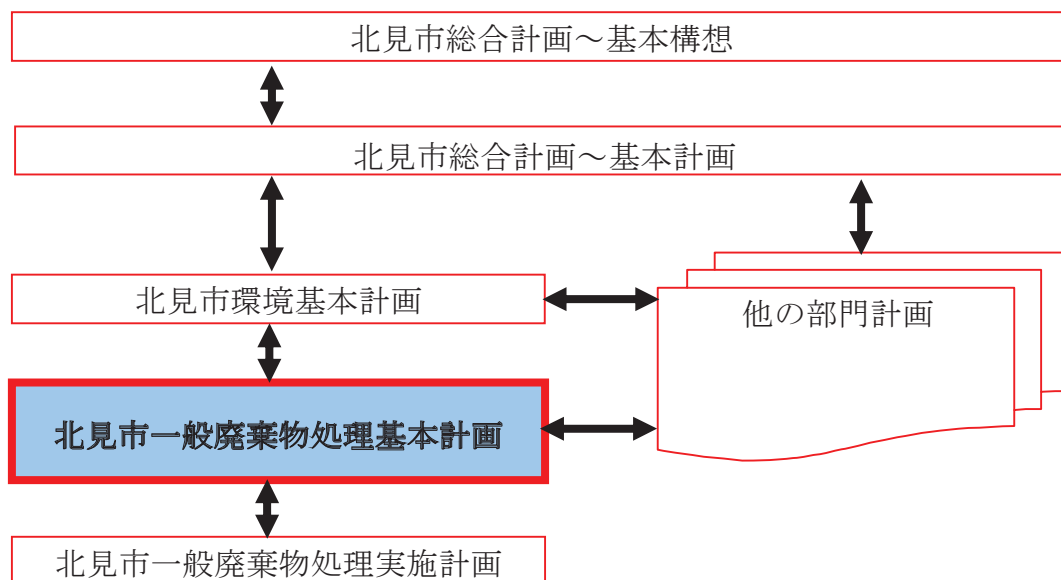 北見市総合計画～基本構想
北見市総合計画～基本計画
北見市環境基本計画
他の部門計画
北見市一般廃棄物処理基本計画
北見市一般廃棄物処理実施計画